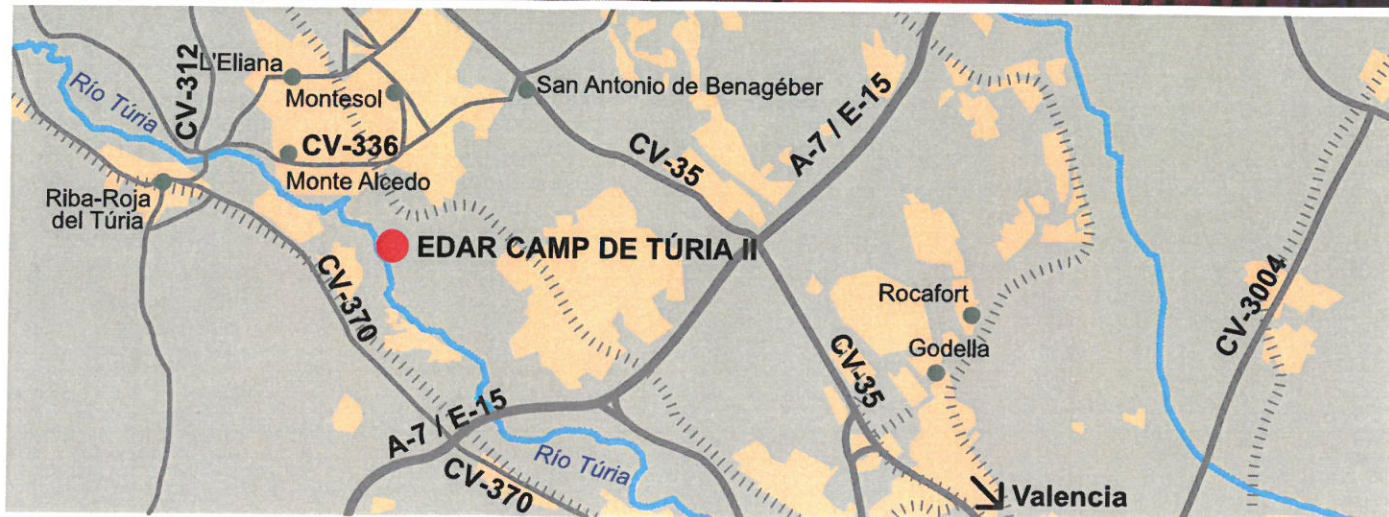 L'Eliana
Río Túria
CV-312
Montesol
San Antonio de Benagéber
CV-336
Monte Alcedo
CV-35
A-7 / E-15
Riba-Roja
del Túria
EDAR CAMP DE TÚRIA II
CV-370
Rocafort
Godella
CV-35
CV-3004
A-7 / E-15
Río Túria
CV-370
Valencia